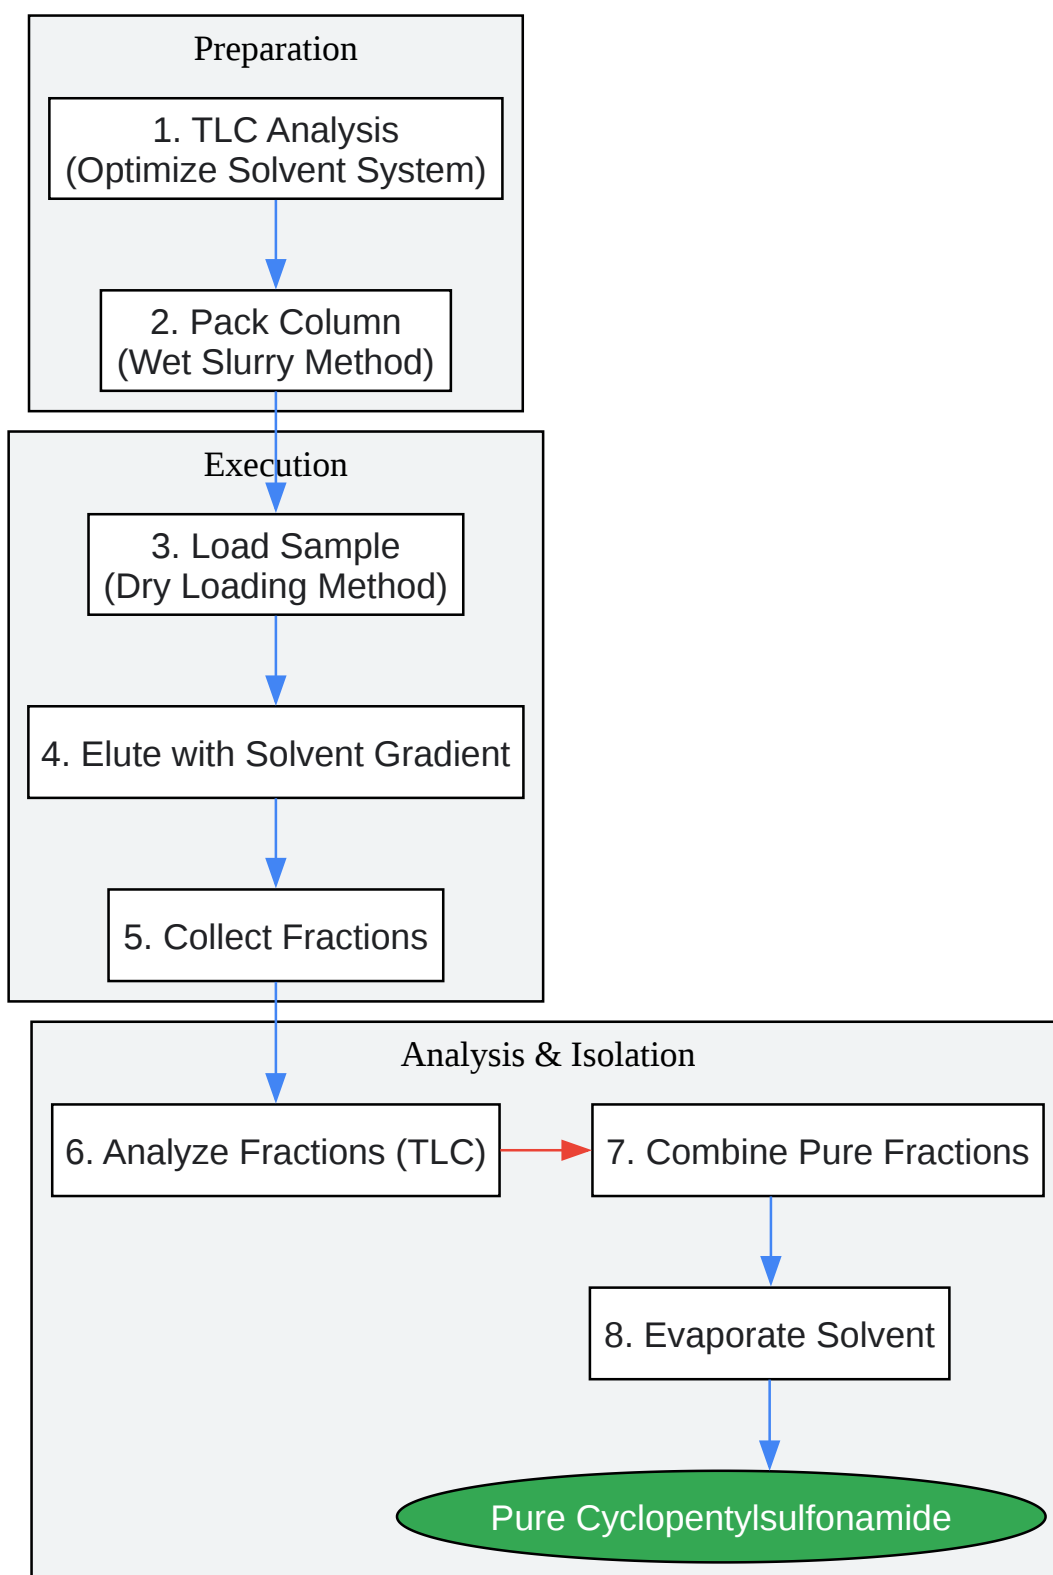 Preparation
1. TLC Analysis
(Optimize Solvent System)
2. Pack Column
(Wet Slurry Method)
Execution
3. Load Sample
(Dry Loading Method)
4. Elute with Solvent Gradient
5. Collect Fractions
Analysis & Isolation
6. Analyze Fractions (TLC)
7. Combine Pure Fractions
8. Evaporate Solvent
Pure Cyclopentylsulfonamide